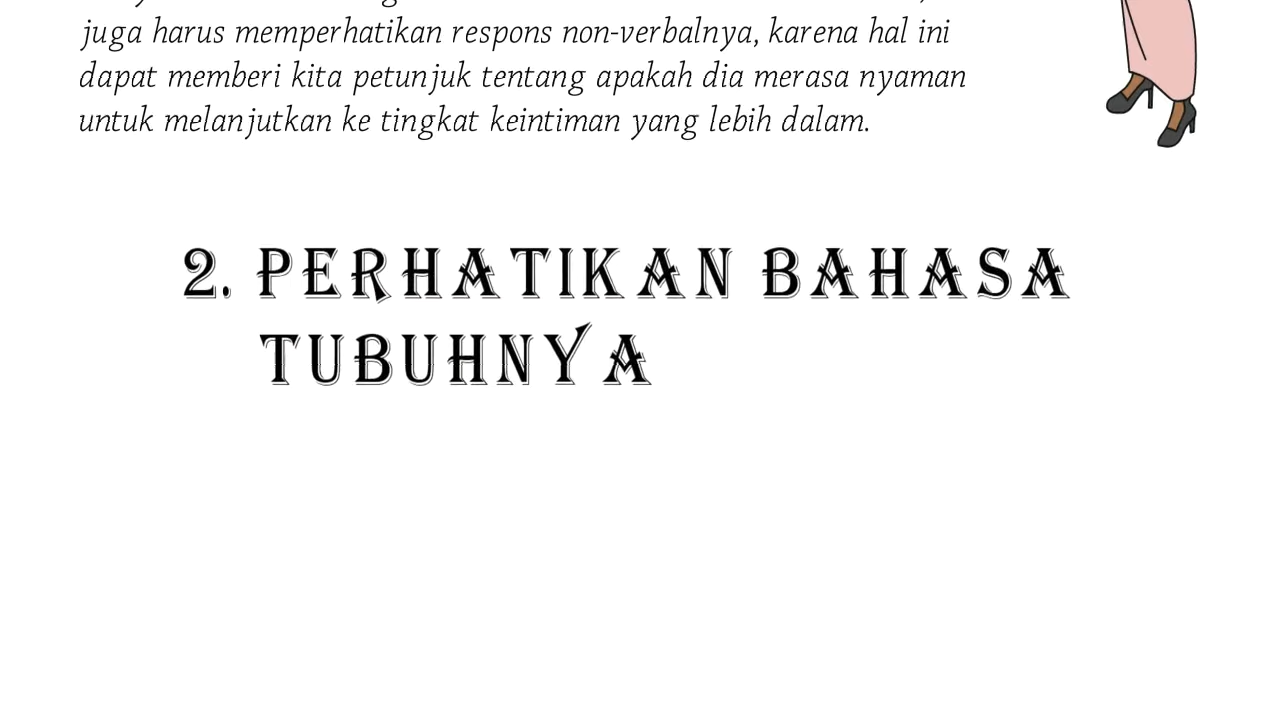 juga harus memperhatikan respons non-verbalnya, karena hal ini
dapat memberi kita petunjuk tentang apakah dia merasa nyaman
untuk melanjutkan ke tingkat keintiman yang lebih dalam.
2. PERHATIKAN BAHASA
TUBUHNYA